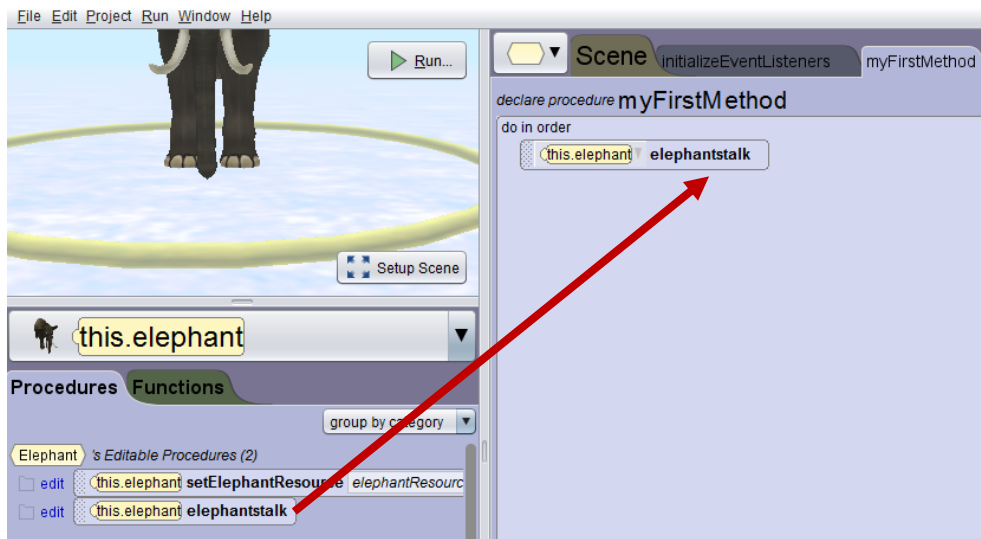 File Edit Project Run Window Help
Run...
Setup Scene
this.elephant
Procedures Functions
group by category
Elephant 's Editable Procedures (2)
edit this.elephant setElephantResource elephantResourc
edit this.elephant elephantstalk
Scene initializeEventListeners myFirstMethod
declare procedure myFirstMethod
do in order
this.elephant elephantstalk